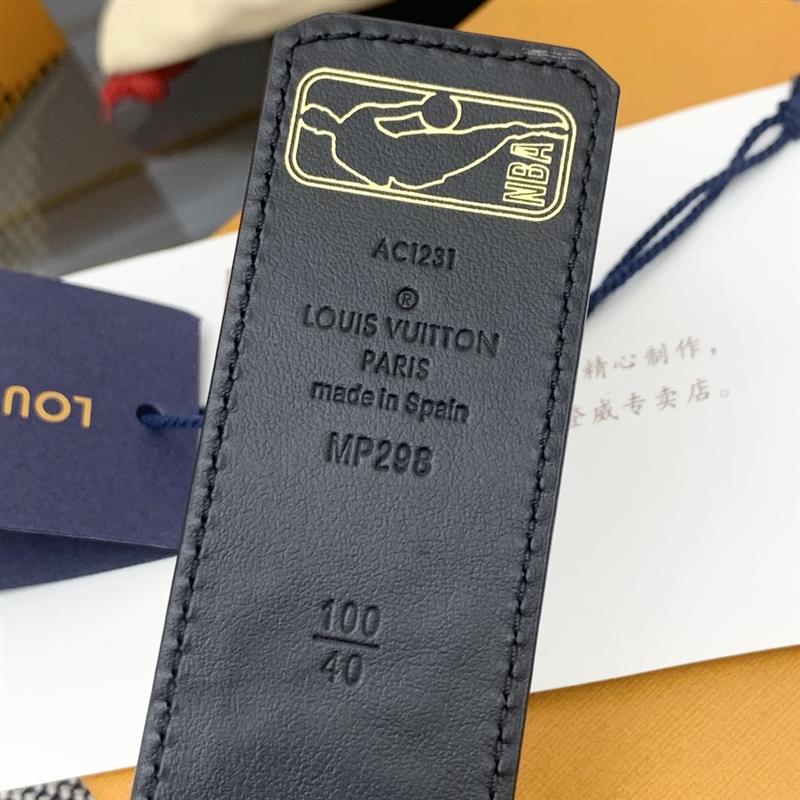 NBA
AC1231
®
LOUIS VUITTON
PARIS
made in Spain
MP298
100
40
LOU
精心制作，
登威专卖店。